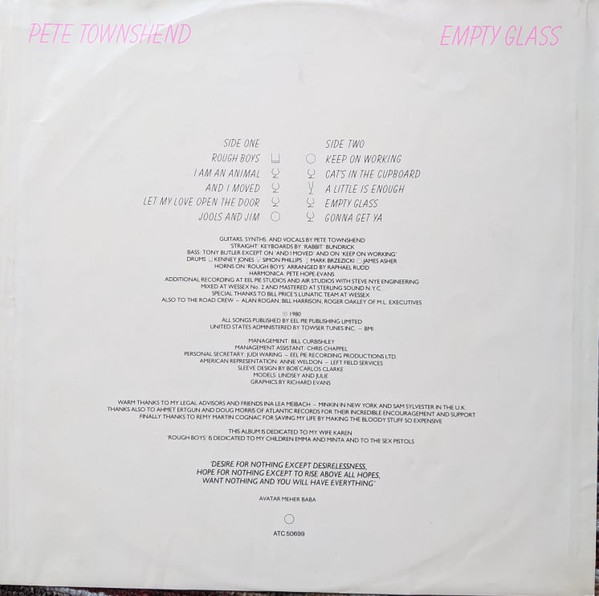 PETE TOWNSHEND EMPTY GLASS
SIDE ONE SIDE TWO
ROUGH BOYS KEEP ON WORKING
I AM AN ANIMAL CAT'S IN THE CUPBOARD
AND I MOVED A LITTLE IS ENOUGH
LET MY LOVE OPEN THE DOOR EMPTY GLASS
JOOLS AND JIM GONNA GET YA
GUITARS, SYNTHS AND VOCALS BY PETE TOWNSHEND
'STRAIGHT' KEYBOARDS BY 'RABBIT' BUNDRICK
BASS: TONY BUTLER EXCEPT ON 'AND I MOVED' AND ON 'KEEP ON WORKING'
DRUMS KENNEY JONES SIMON PHILLIPS MARK BRZEZICKI JAMES ASHER
HORNS ON 'ROUGH BOYS' ARRANGED BY RAPHAEL RUDD
HARMONICA: PETE HOPE EVANS
ADDITIONAL RECORDING AT EEL PIE STUDIOS AND AIR STUDIOS WITH STEVE NYE ENGINEERING
MIXED AT WESSEX No. 2 AND MASTERED AT STERLING SOUND N.Y.C.
SPECIAL THANKS TO BILL PRICE'S LUNATIC TEAM AT WESSEX
ALSO TO THE ROAD CREW – ALAN ROGAN, BILL HARRISON, ROGER OAKLEY OF M.L. EXECUTIVES
℗ 1980
ALL SONGS PUBLISHED BY EEL PIE PUBLISHING LIMITED
UNITED STATES ADMINISTERED BY TOWSER TUNES INC. – BMI
MANAGEMENT: BILL CURBISHLEY
MANAGEMENT ASSISTANT: CHRIS CHAPPEL
PERSONAL SECRETARY: JUDI WARING – EEL PIE RECORDING PRODUCTIONS LTD.
AMERICAN REPRESENTATION: ANNE WELDON – LEFT FIELD SERVICES
SLEEVE DESIGN BY BOB CARLOS CLARKE
MODELS: LINDSEY AND JULIE
GRAPHICS BY RICHARD EVANS
WARM THANKS TO MY LEGAL ADVISORS AND FRIENDS INA LEA MEIBACH – MINKIN IN NEW YORK AND SAM SYLVESTER IN THE U.K.
THANKS ALSO TO AHMET ERTGUN AND DOUG MORRIS OF ATLANTIC RECORDS FOR THEIR INCREDIBLE ENCOURAGEMENT AND SUPPORT
FINALLY THANKS TO REMY MARTIN COGNAC FOR SAVING MY LIFE BY MAKING THE BLOODY STUFF SO EXPENSIVE
THIS ALBUM IS DEDICATED TO MY WIFE KAREN
'ROUGH BOYS' IS DEDICATED TO MY CHILDREN EMMA AND MINTA AND TO THE SEX PISTOLS
'DESIRE FOR NOTHING EXCEPT DESIRELESSNESS,
HOPE FOR NOTHING EXCEPT TO RISE ABOVE ALL HOPES,
WANT NOTHING AND YOU WILL HAVE EVERYTHING'
AVATAR MEHER BABA
ATC 50699